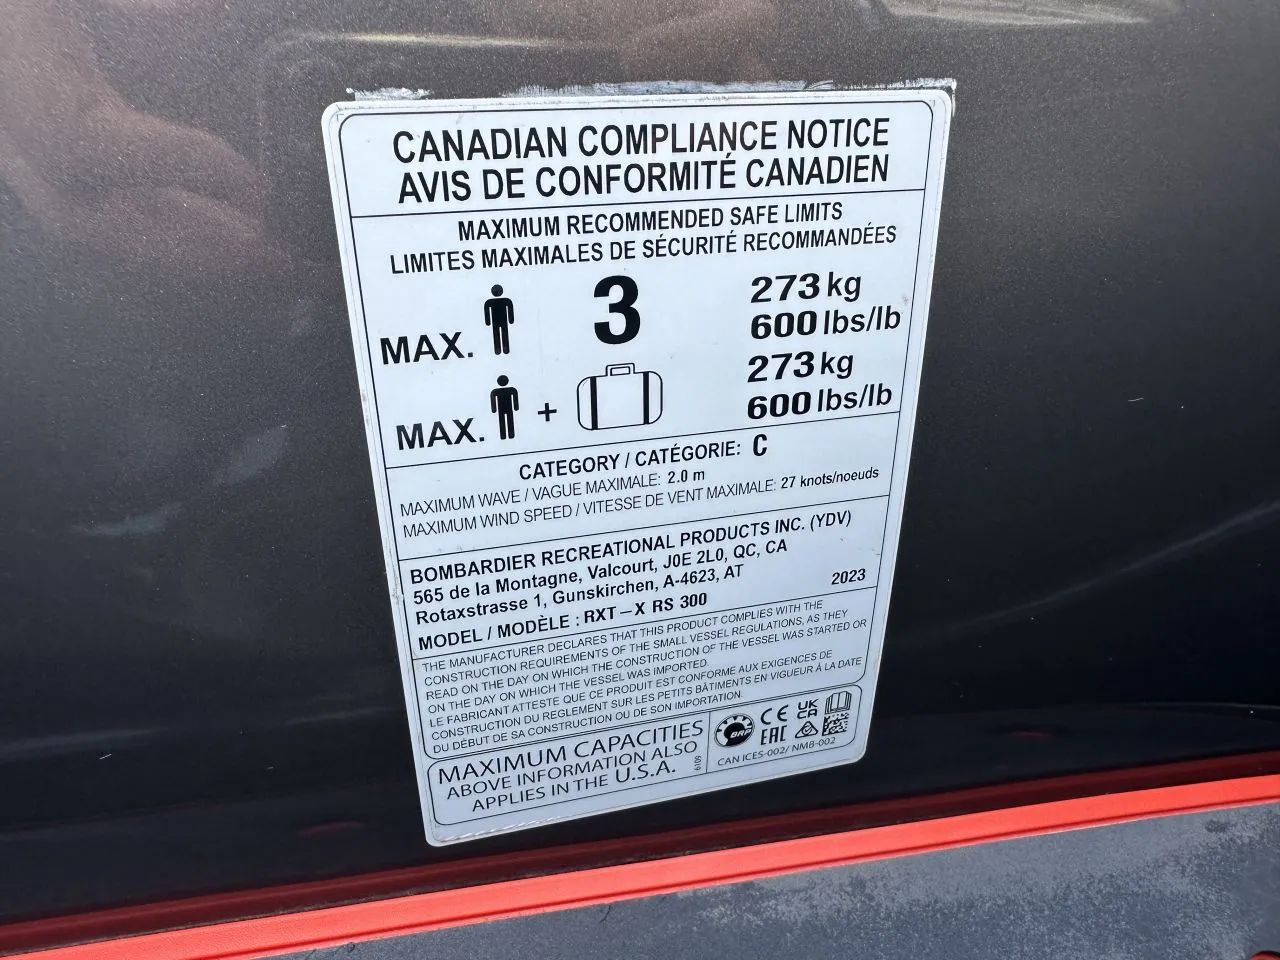 CANADIAN COMPLIANCE NOTICE
AVIS DE CONFORMITÉ CANADIEN
MAXIMUM RECOMMENDED SAFE LIMITS
LIMITES MAXIMALES DE SÉCURITÉ RECOMMANDÉES
MAX. 3 273 kg
600 lbs/lb
MAX. + 273 kg
600 lbs/lb
CATEGORY / CATÉGORIE: C
MAXIMUM WAVE / VAGUE MAXIMALE: 2.0 m
MAXIMUM WIND SPEED / VITESSE DE VENT MAXIMALE: 27 knots/noeuds
BOMBARDIER RECREATIONAL PRODUCTS INC. (YDV)
565 de la Montagne, Valcourt, J0E 2L0, QC, CA
Rotaxstrasse 1, Gunskirchen, A-4623, AT 2023
MODEL / MODÈLE : RXT-X RS 300
THE MANUFACTURER DECLARES THAT THIS PRODUCT COMPLIES WITH THE
CONSTRUCTION REQUIREMENTS OF THE SMALL VESSEL REGULATIONS, AS THEY
READ ON THE DAY ON WHICH THE CONSTRUCTION OF THE VESSEL WAS STARTED OR
ON THE DAY ON WHICH THE VESSEL WAS IMPORTED.
LE FABRICANT ATTESTE QUE CE PRODUIT EST CONFORME AUX EXIGENCES DE
CONSTRUCTION DU REGLEMENT SUR LES PETITS BÂTIMENTS EN VIGUEUR À LA DATE
DU DÉBUT DE SA CONSTRUCTION OU DE SON IMPORTATION.
MAXIMUM CAPACITIES
ABOVE INFORMATION ALSO
APPLIES IN THE U.S.A.
BRP CE UK CA
EAC
CAN ICES-002/ NMB-002